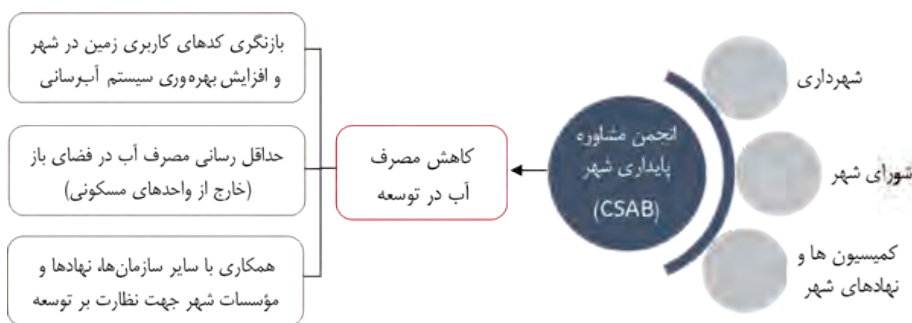 شهرداری
شورای شهر
کمیسیون ها و
نهادهای شهر
انجمن مشاوره
پایداری شهر
(CSAB)
کاهش مصرف
آب در توسعه
بازنگری کدهای کاربری زمین در شهر
و افزایش بهره‌وری سیستم آب‌رسانی
حداقل رسانی مصرف آب در فضای باز
(خارج از واحدهای مسکونی)
همکاری با سایر سازمان‌ها، نهادها و
مؤسسات شهر جهت نظارت بر توسعه